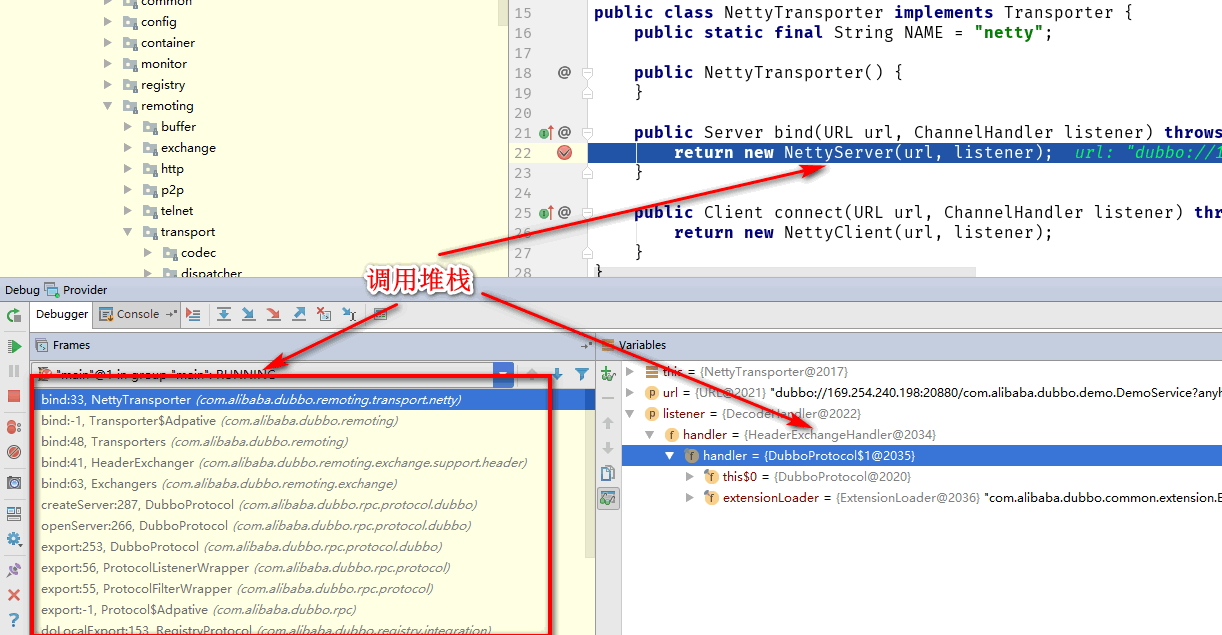 common
config
container
monitor
registry
remoting
buffer
exchange
http
p2p
telnet
transport
codec
dispatcher
15 public class NettyTransporter implements Transporter {
16 public static final String NAME = "netty";
17
18 @ public NettyTransporter() {
19 }
20
21 @ public Server bind(URL url, ChannelHandler listener) throws
22 return new NettyServer(url, listener); url: "dubbo://1
23 }
24
25 @ public Client connect(URL url, ChannelHandler listener) thr
26 return new NettyClient(url, listener);
27 }
28 }
调用堆栈
Debug Provider
Debugger Console
Frames
"main"@1 in group "main": RUNNING
bind:33, NettyTransporter (com.alibaba.dubbo.remoting.transport.netty)
bind:-1, Transporter$Adpative (com.alibaba.dubbo.remoting)
bind:48, Transporters (com.alibaba.dubbo.remoting)
bind:41, HeaderExchanger (com.alibaba.dubbo.remoting.exchange.support.header)
bind:63, Exchangers (com.alibaba.dubbo.remoting.exchange)
createServer:287, DubboProtocol (com.alibaba.dubbo.rpc.protocol.dubbo)
openServer:266, DubboProtocol (com.alibaba.dubbo.rpc.protocol.dubbo)
export:253, DubboProtocol (com.alibaba.dubbo.rpc.protocol.dubbo)
export:56, ProtocolListenerWrapper (com.alibaba.dubbo.rpc.protocol)
export:55, ProtocolFilterWrapper (com.alibaba.dubbo.rpc.protocol)
export:-1, Protocol$Adpative (com.alibaba.dubbo.rpc)
doLocalExport:153, RegistryProtocol (com.alibaba.dubbo.registry.integration)
Variables
this = {NettyTransporter@2017}
url = {URL@2021} "dubbo://169.254.240.198:20880/com.alibaba.dubbo.demo.DemoService?anyh
listener = {DecodeHandler@2022}
handler = {HeaderExchangeHandler@2034}
handler = {DubboProtocol$1@2035}
this$0 = {DubboProtocol@2020}
extensionLoader = {ExtensionLoader@2036} "com.alibaba.dubbo.common.extension.E